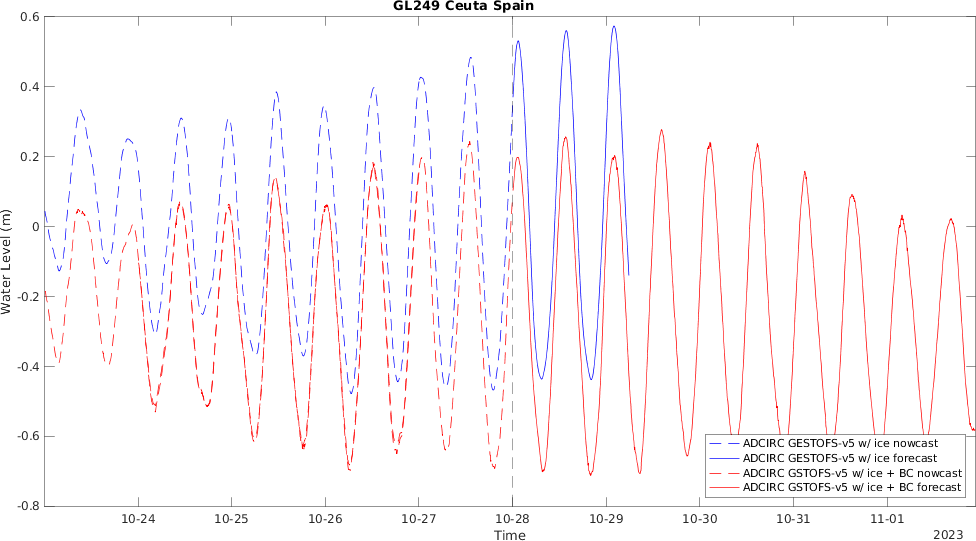 GL249 Ceuta Spain
Water Level (m)
0.6
0.4
0.2
0
-0.2
-0.4
-0.6
-0.8
10-24
10-25
10-26
10-27
10-28
10-29
10-30
10-31
11-01
Time
2023
ADCIRC GESTOFS-v5 w/ ice nowcast
ADCIRC GESTOFS-v5 w/ ice forecast
ADCIRC GSTOFS-v5 w/ ice + BC nowcast
ADCIRC GSTOFS-v5 w/ ice + BC forecast